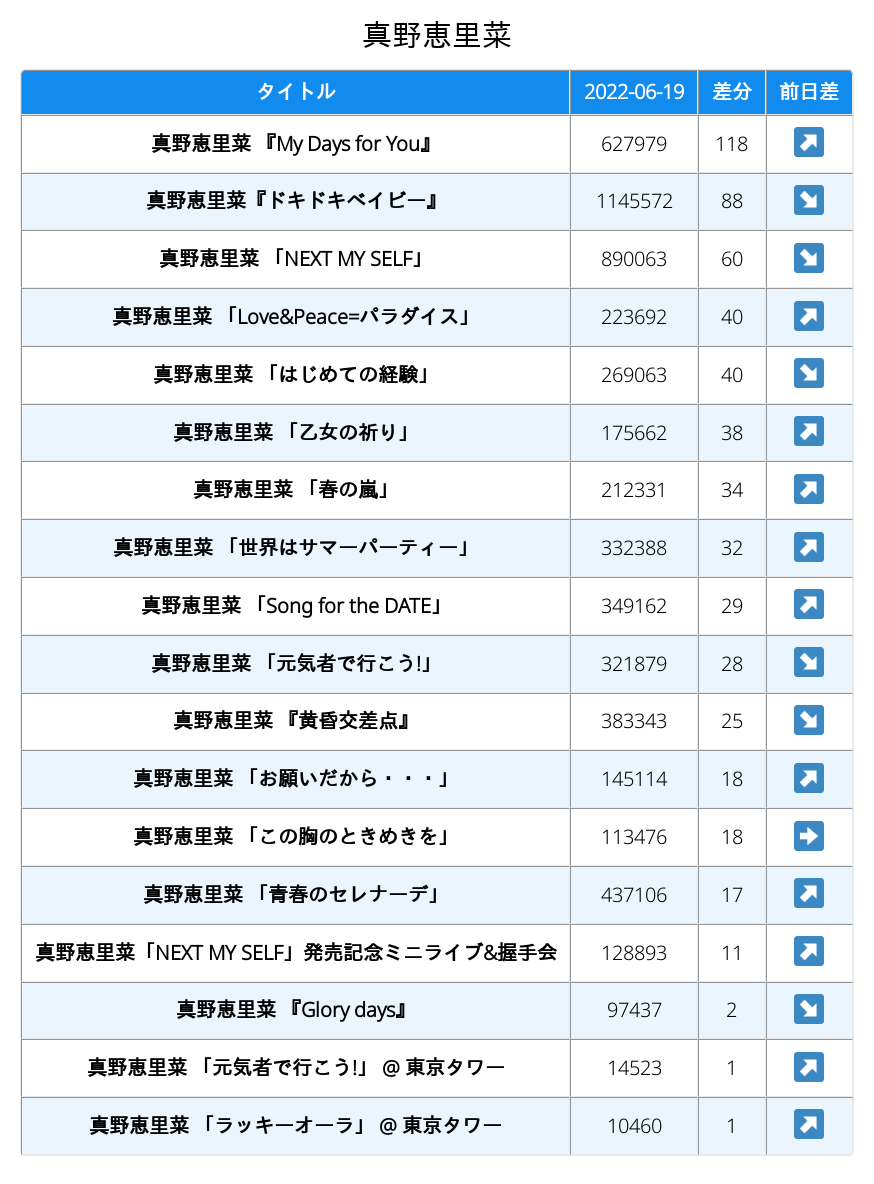 真野恵里菜
タイトル 2022-06-19 差分 前日差
真野恵里菜 『My Days for You』 627979 118 ↗
真野恵里菜『ドキドキベイビー』 1145572 88 ↘
真野恵里菜 「NEXT MY SELF」 890063 60 ↘
真野恵里菜 「Love&Peace=パラダイス」 223692 40 ↗
真野恵里菜 「はじめての経験」 269063 40 ↘
真野恵里菜 「乙女の祈り」 175662 38 ↗
真野恵里菜 「春の嵐」 212331 34 ↗
真野恵里菜 「世界はサマーパーティー」 332388 32 ↗
真野恵里菜 「Song for the DATE」 349162 29 ↗
真野恵里菜 「元気者で行こう!」 321879 28 ↘
真野恵里菜 『黄昏交差点』 383343 25 ↘
真野恵里菜 「お願いだから・・・」 145114 18 ↗
真野恵里菜 「この胸のときめきを」 113476 18 ➡
真野恵里菜 「青春のセレナーデ」 437106 17 ↗
真野恵里菜「NEXT MY SELF」発売記念ミニライブ&握手会 128893 11 ↗
真野恵里菜 『Glory days』 97437 2 ↘
真野恵里菜 「元気者で行こう!」 @ 東京タワー 14523 1 ↗
真野恵里菜 「ラッキーオーラ」 @ 東京タワー 10460 1 ↗